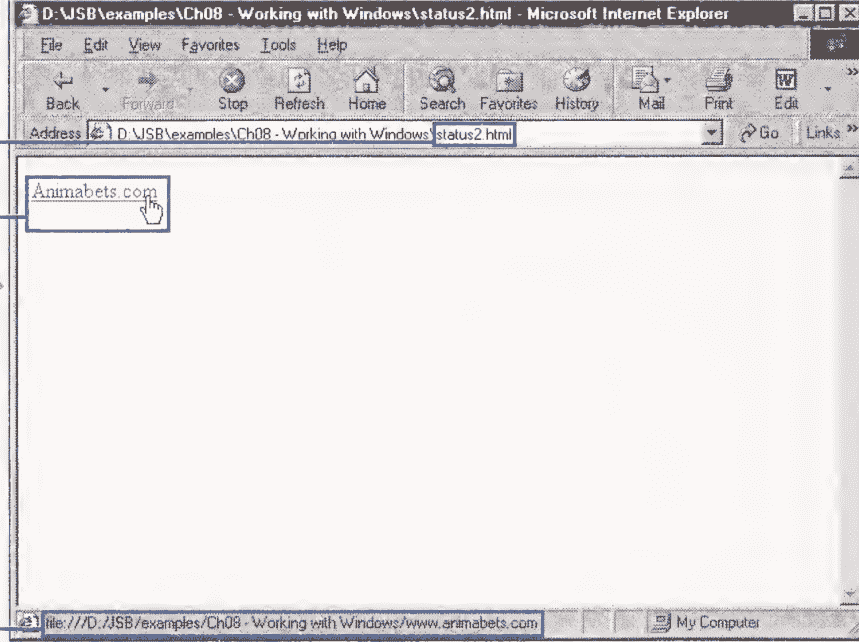 D:\JSB\examples\Ch08 - Working with Windows\status2.html - Microsoft Internet Explorer
File Edit View Favorites Tools Help
Back Forward Stop Refresh Home Search Favorites History Mail Print Edit
Address D:\JSB\examples\Ch08 - Working with Windows\status2.html Go Links »
Animabets.com
file:///D:/JSB/examples/Ch08 - Working with Windows/www.animabets.com My Computer